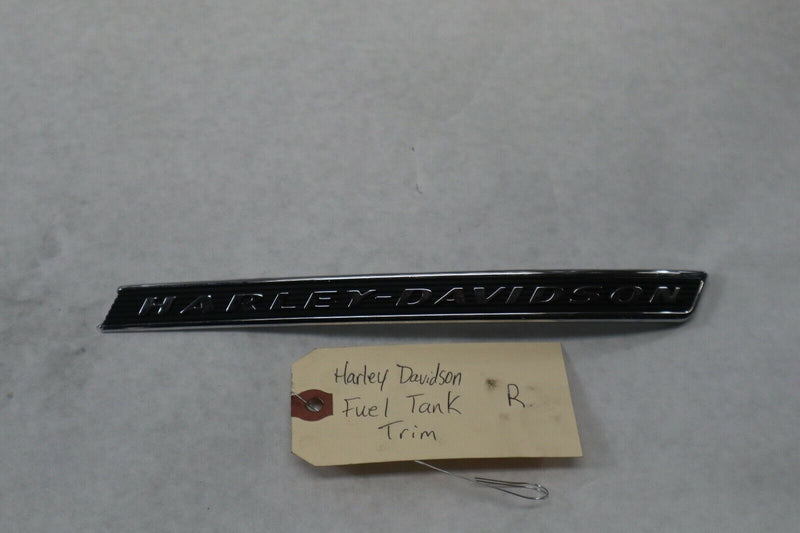 HARLEY-DAVIDSON
Harley Davidson
Fuel Tank R.
Trim